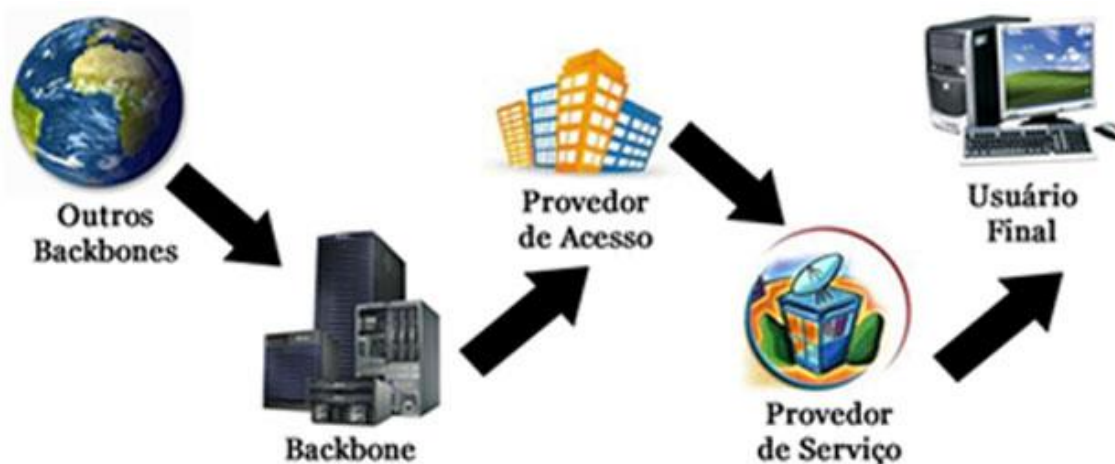 Outros
Backbones
Backbone
Provedor
de Acesso
Provedor
de Serviço
Usuário
Final